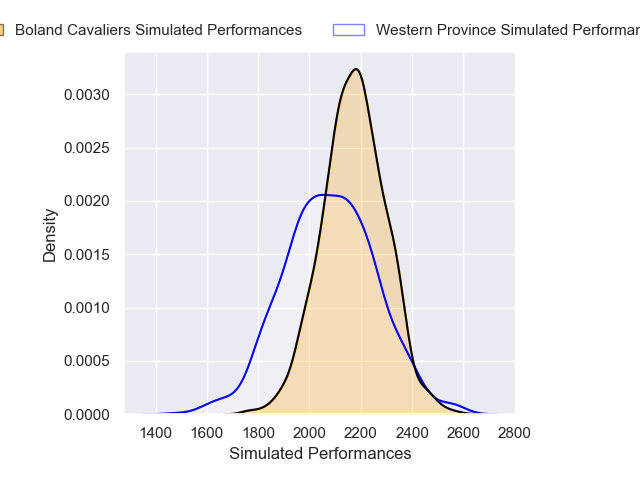 Boland Cavaliers Simulated Performances Western Province Simulated
0.0030
0.0025
0.0020
0.0015
0.0010
0.0005
0.0000
Density
1400 1600 1800 2000 2200 2400 2600 2800
Simulated Performances